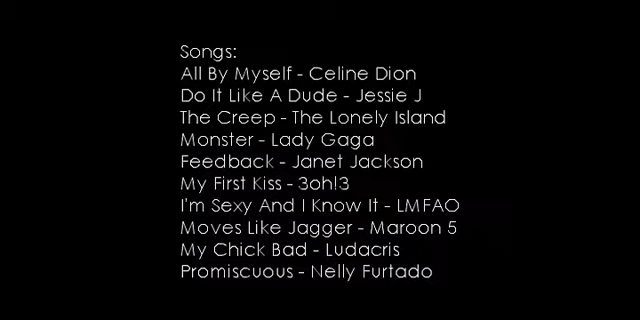 Songs:
All By Myself - Celine Dion
Do It Like A Dude - Jessie J
The Creep - The Lonely Island
Monster - Lady Gaga
Feedback - Janet Jackson
My First Kiss - 3oh!3
I'm Sexy And I Know It - LMFAO
Moves Like Jagger - Maroon 5
My Chick Bad - Ludacris
Promiscuous - Nelly Furtado